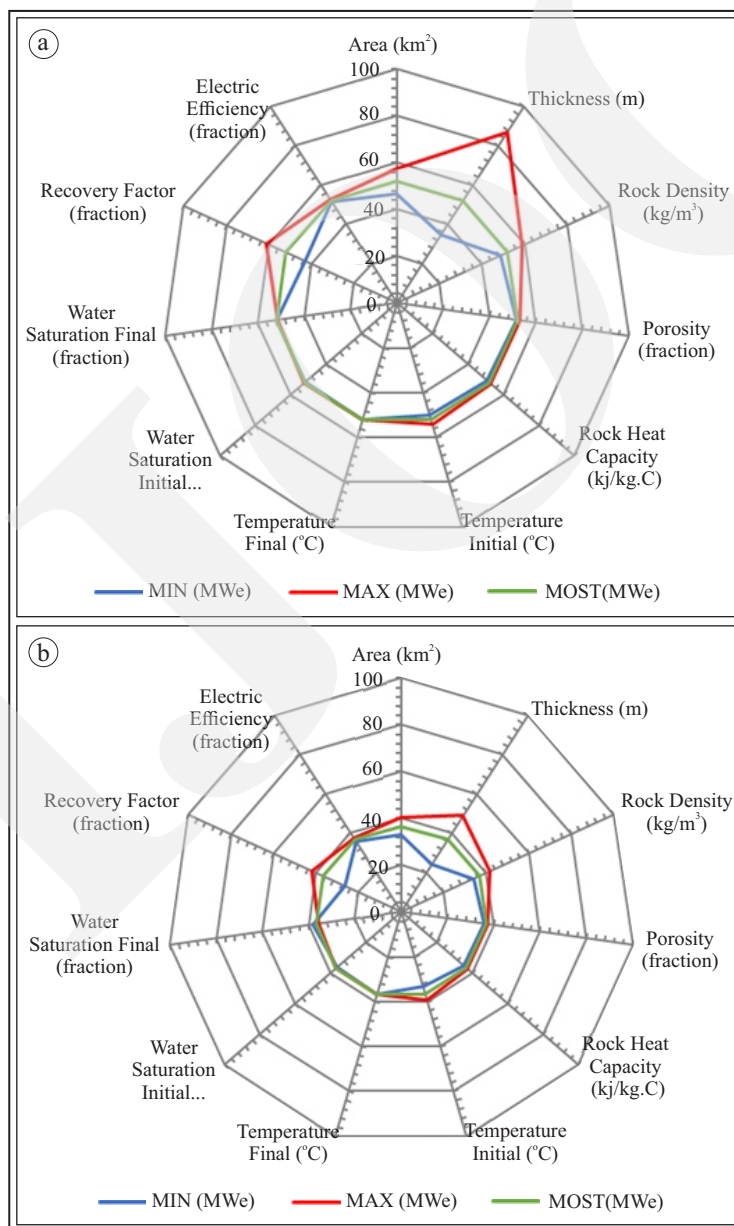 a
Area (km²)
100
80
60
40
20
0
Thickness (m)
Rock Density
(kg/m³)
Porosity
(fraction)
Rock Heat
Capacity
(kj/kg.C)
Temperature
Initial (°C)
Temperature
Final (°C)
Water
Saturation
Initial...
Water
Saturation Final
(fraction)
Recovery Factor
(fraction)
Electric
Efficiency
(fraction)
MIN (MWe) MAX (MWe) MOST(MWe)
b
Area (km²)
100
80
60
40
20
0
Thickness (m)
Rock Density
(kg/m³)
Porosity
(fraction)
Rock Heat
Capacity
(kj/kg.C)
Temperature
Initial (°C)
Temperature
Final (°C)
Water
Saturation
Initial...
Water
Saturation Final
(fraction)
Recovery Factor
(fraction)
Electric
Efficiency
(fraction)
MIN (MWe) MAX (MWe) MOST(MWe)